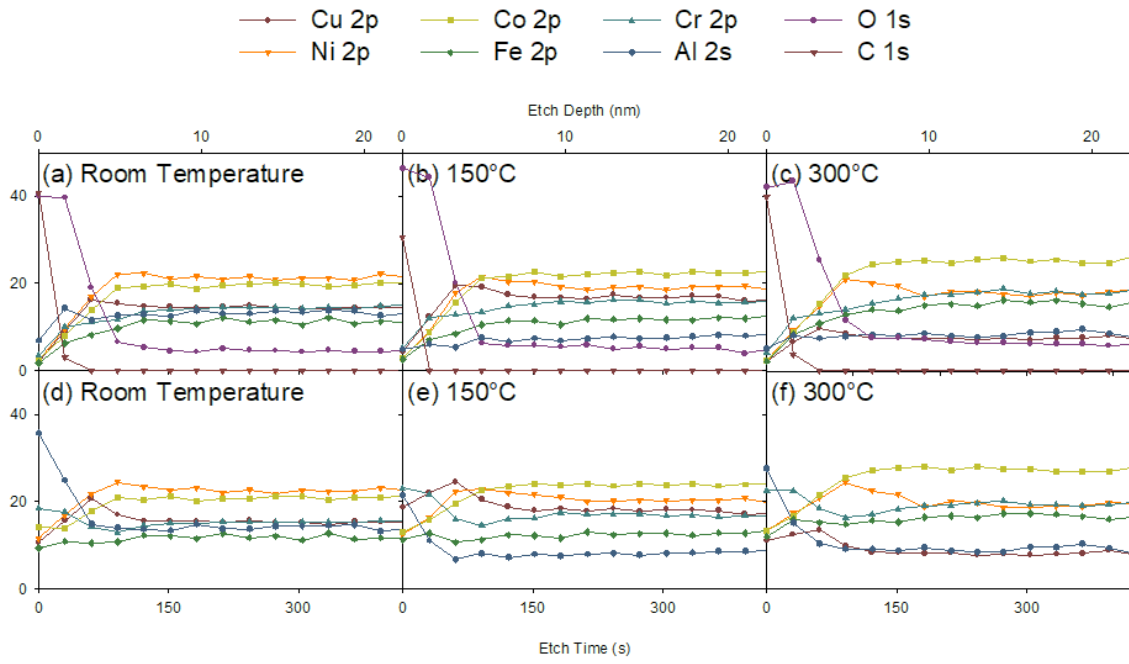 Cu 2p Co 2p Cr 2p O 1s
Ni 2p Fe 2p Al 2s C 1s
Etch Depth (nm)
0 10 20 0 10 20 0 10 20
(a) Room Temperature (b) 150°C (c) 300°C
40
20
0
(d) Room Temperature (e) 150°C (f) 300°C
40
20
0
0 150 300 0 150 300 0 150 300
Etch Time (s)